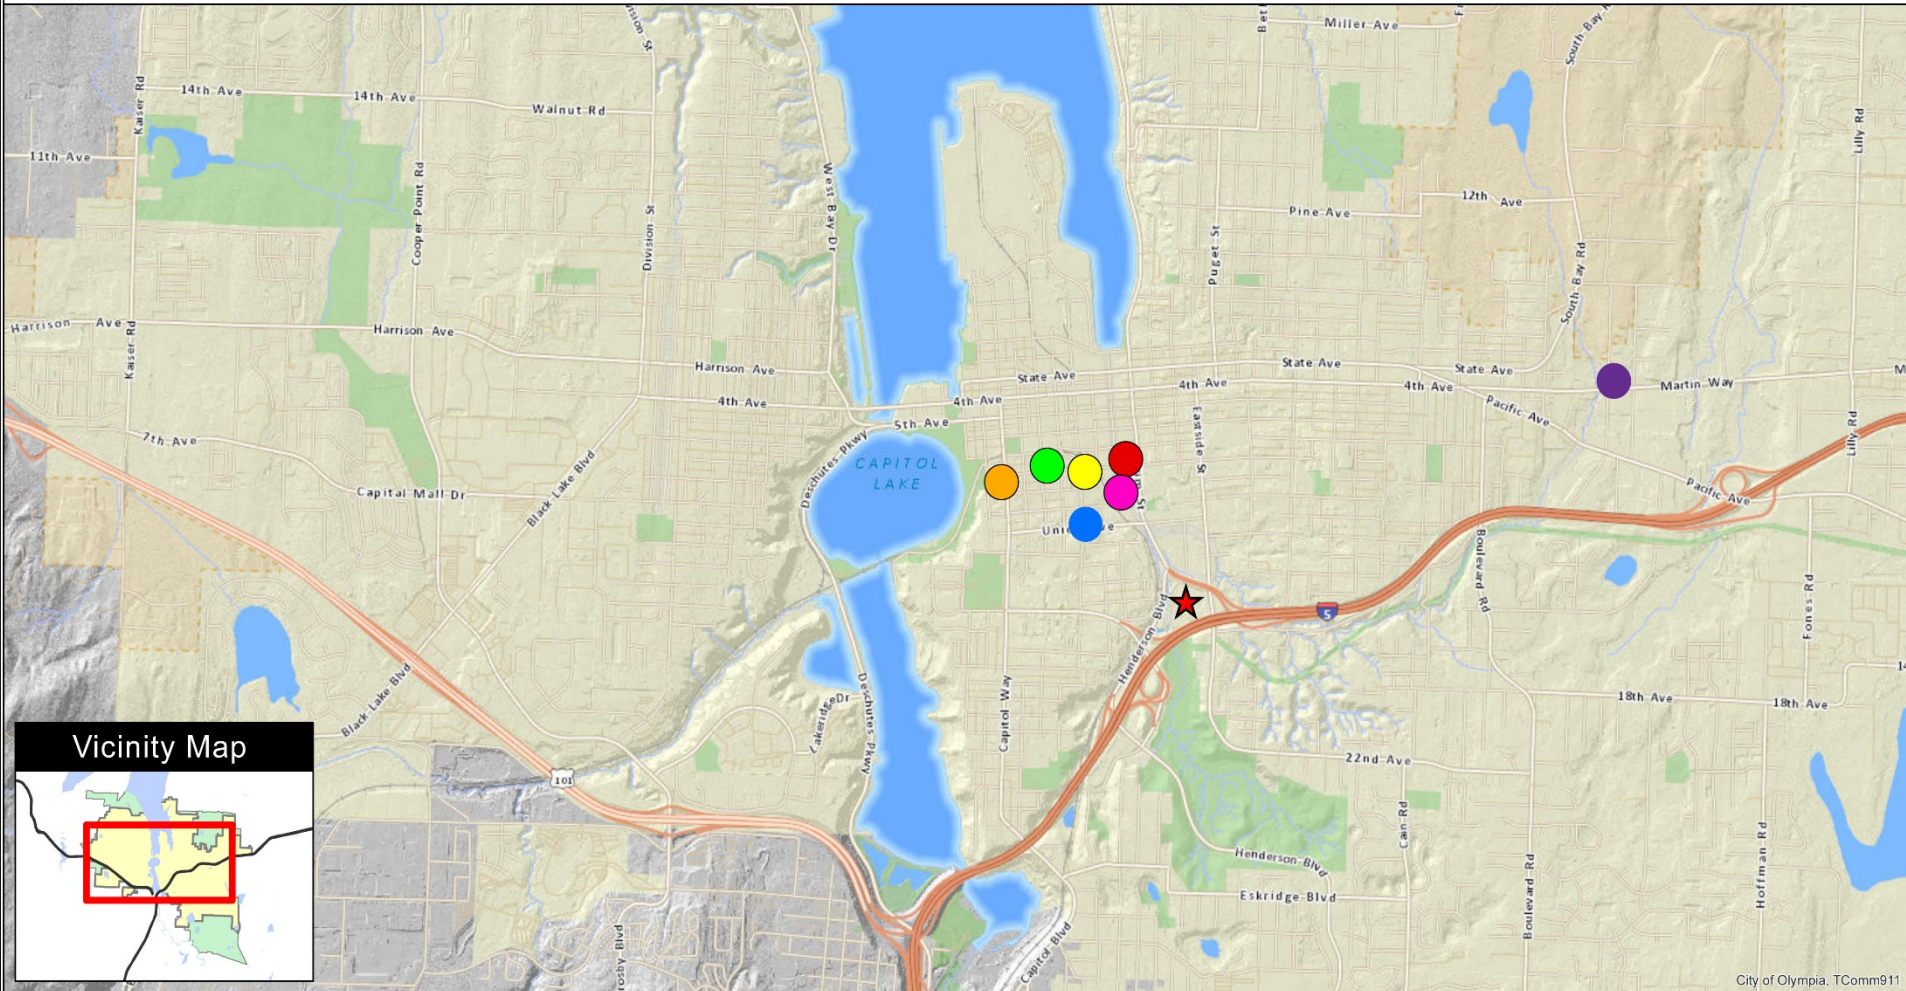 Miller Ave
South Bay R
Kaiser Rd
14th Ave
14th Ave
Walnut Rd
Lilly Rd
11th Ave
Cooper Point Rd
West Bay Dr
Division St
Pine Ave
12th Ave
Puget St
South Bay Rd
Harrison Ave
Kaiser Rd
Harrison Ave
Harrison Ave
State Ave
State Ave
State Ave
4th Ave
4th Ave
4th Ave
4th Ave
Martin Way
M
Pacific Ave
5th Ave
Eastside St
Lilly Rd
7th Ave
Deschutes Pkwy
CAPITOL
LAKE
Capital Mall Dr
Black Lake Blvd
Pacific Ave
Boulevard Rd
Fones Rd
Henderson Blvd
5
18th Ave
18th Ave
14
Black Lake Blvd
Lakeridge Dr
Deschutes Pkwy
Capitol Way
22nd Ave
101
Cain Rd
Henderson Blvd
Eskridge Blvd
Boulevard Rd
Hoffman Rd
rosby Blvd
Capitol Blvd
Vicinity Map
City of Olympia, TComm911